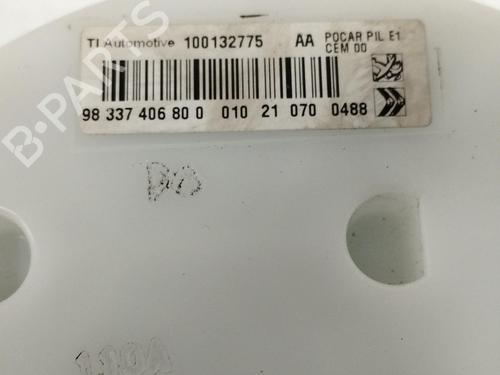 TI Automotive 100132775 AA POCAR PIL E1
CEM 00
98 337 406 80 0 010 21 070 0488
B-PARTS
DO